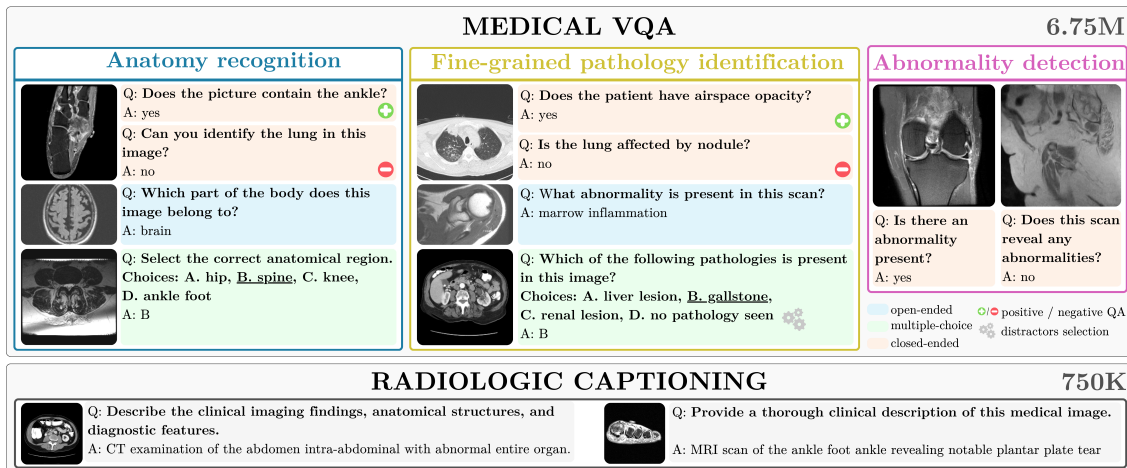 MEDICAL VQA
6.75M
Anatomy recognition
Q: Does the picture contain the ankle?
A: yes
Q: Can you identify the lung in this
image?
A: no
Q: Which part of the body does this
image belong to?
A: brain
Q: Select the correct anatomical region.
Choices: A. hip, B. spine, C. knee,
D. ankle foot
A: B
Fine-grained pathology identification
Q: Does the patient have airspace opacity?
A: yes
Q: Is the lung affected by nodule?
A: no
Q: What abnormality is present in this scan?
A: marrow inflammation
Q: Which of the following pathologies is present
in this image?
Choices: A. liver lesion, B. gallstone,
C. renal lesion, D. no pathology seen
A: B
Abnormality detection
Q: Is there an
abnormality
present?
A: yes
Q: Does this scan
reveal any
abnormalities?
A: no
open-ended
multiple-choice
closed-ended
/ positive / negative QA
distractors selection
RADIOLOGIC CAPTIONING
750K
Q: Describe the clinical imaging findings, anatomical structures, and
diagnostic features.
A: CT examination of the abdomen intra-abdominal with abnormal entire organ.
Q: Provide a thorough clinical description of this medical image.
A: MRI scan of the ankle foot ankle revealing notable plantar plate tear